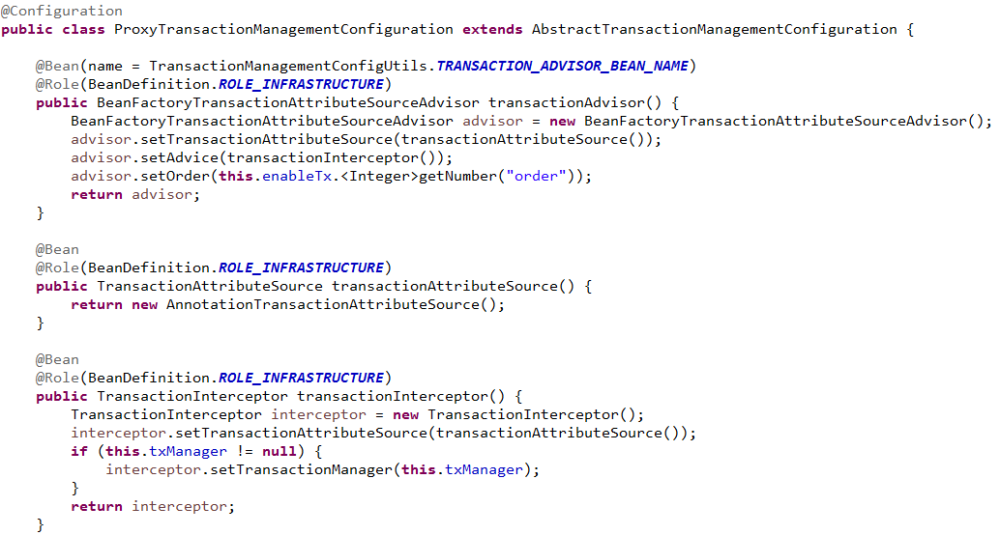 @Configuration
public class ProxyTransactionManagementConfiguration extends AbstractTransactionManagementConfiguration {
@Bean(name = TransactionManagementConfigUtils.TRANSACTION_ADVISOR_BEAN_NAME)
@Role(BeanDefinition.ROLE_INFRASTRUCTURE)
public BeanFactoryTransactionAttributeSourceAdvisor transactionAdvisor() {
BeanFactoryTransactionAttributeSourceAdvisor advisor = new BeanFactoryTransactionAttributeSourceAdvisor();
advisor.setTransactionAttributeSource(transactionAttributeSource());
advisor.setAdvice(transactionInterceptor());
advisor.setOrder(this.enableTx.<Integer>getNumber("order"));
return advisor;
}
@Bean
@Role(BeanDefinition.ROLE_INFRASTRUCTURE)
public TransactionAttributeSource transactionAttributeSource() {
return new AnnotationTransactionAttributeSource();
}
@Bean
@Role(BeanDefinition.ROLE_INFRASTRUCTURE)
public TransactionInterceptor transactionInterceptor() {
TransactionInterceptor interceptor = new TransactionInterceptor();
interceptor.setTransactionAttributeSource(transactionAttributeSource());
if (this.txManager != null) {
interceptor.setTransactionManager(this.txManager);
}
return interceptor;
}